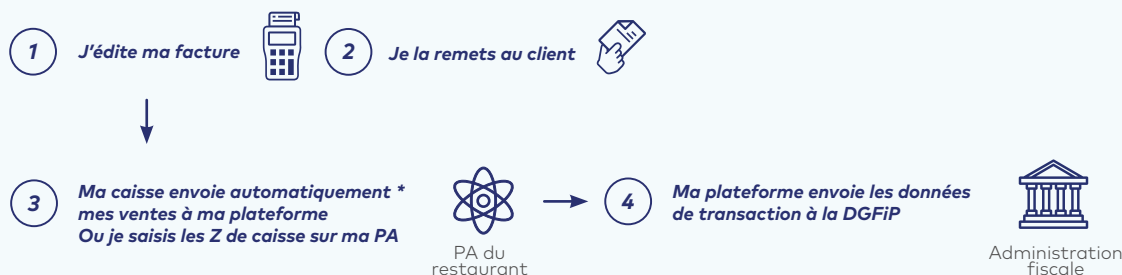 1
J'édite ma facture
2
Je la remets au client
3
Ma caisse envoie automatiquement *
mes ventes à ma plateforme
Ou je saisis les Z de caisse sur ma PA
PA du
restaurant
4
Ma plateforme envoie les données
de transaction à la DGFiP
Administration
fiscale